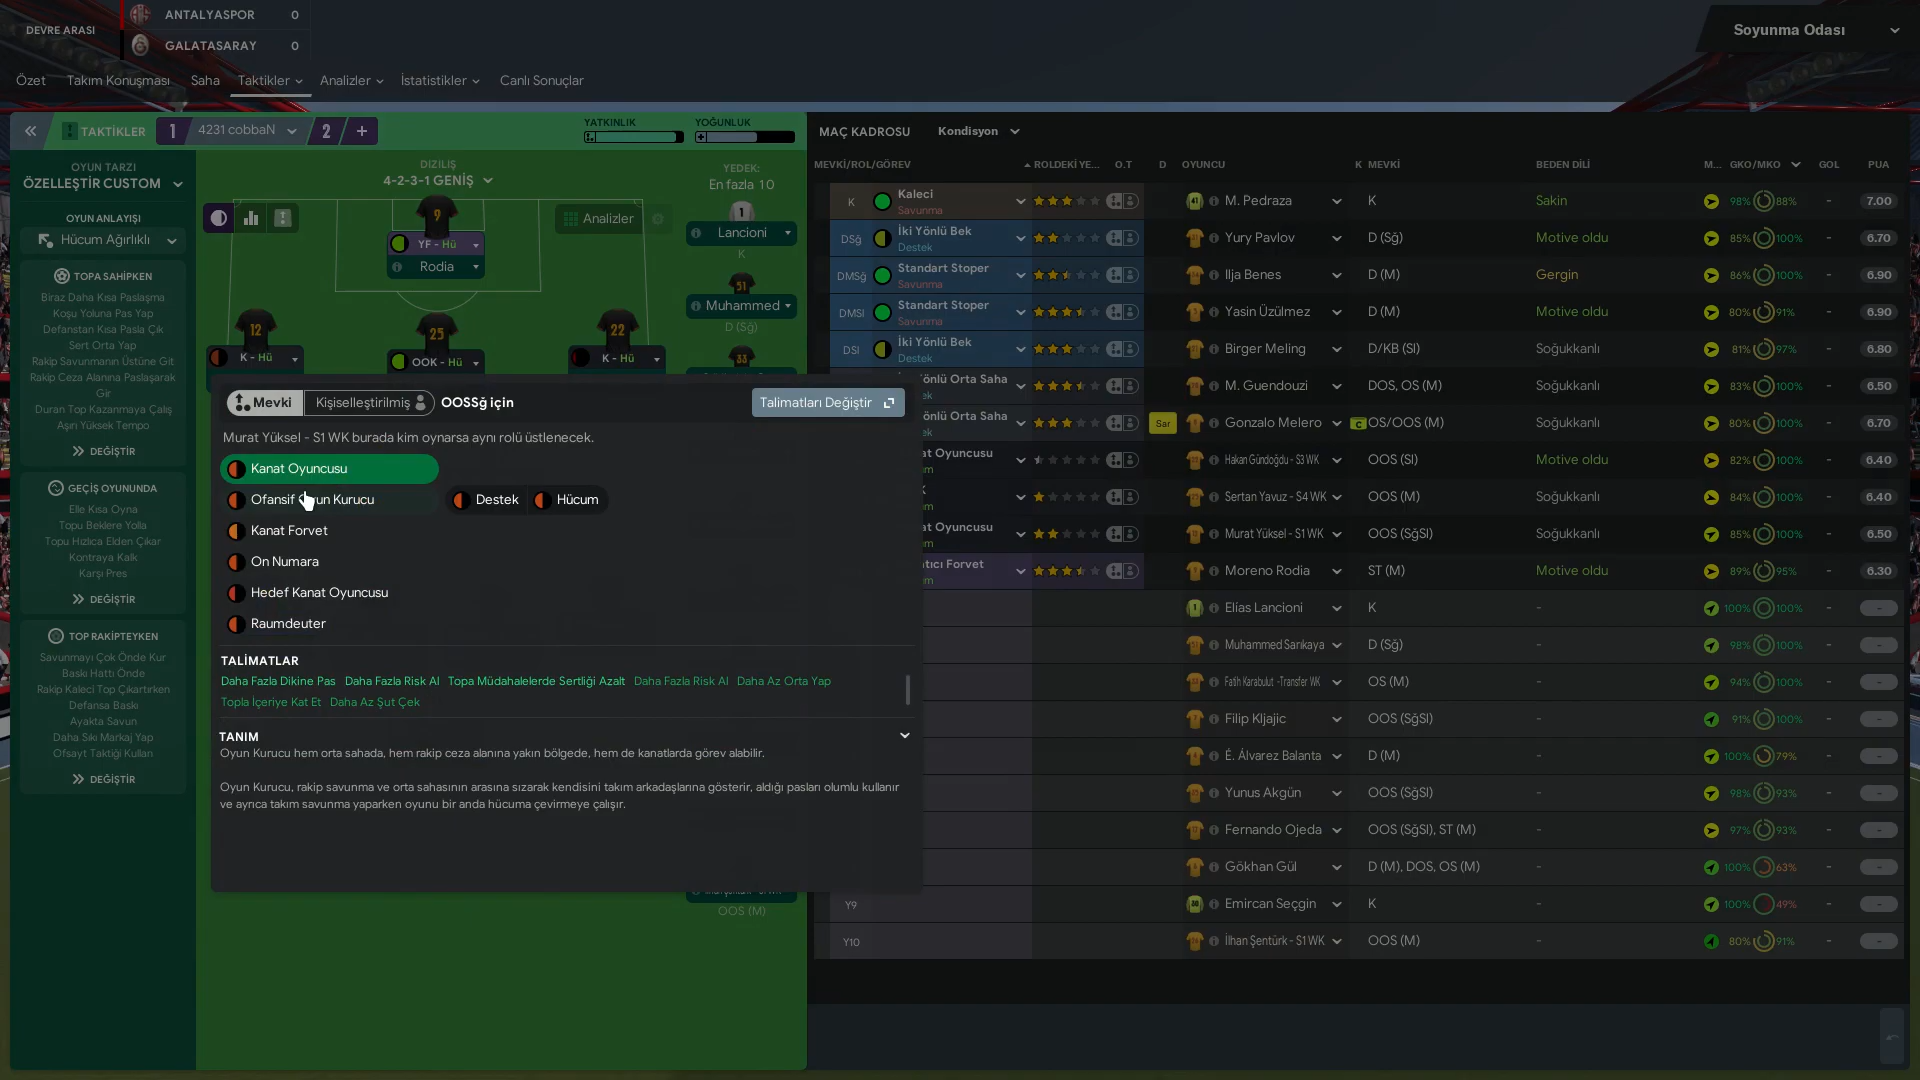 DEVRE ARASI
ANTALYASPOR 0
GALATASARAY 0
Soyunma Odası
Özet Takım Konuşması Saha Taktikler Analizler İstatistikler Canlı Sonuçlar
TAKTİKLER 1 4231 cobbaN 2 +
YATKINLIK YOĞUNLUK
OYUN TARZI
ÖZELLEŞTİR CUSTOM
OYUN ANLAYIŞI
Hücum Ağırlıklı
TOPA SAHİPKEN
Biraz Daha Kısa Paslaşma
Koşu Yoluna Pas Yap
Defanstan Kısa Pasla Çık
Sert Orta Yap
Rakip Savunmanın Üstüne Git
Rakip Ceza Alanına Paslaşarak
Gir
Duran Top Kazanmaya Çalış
Aşırı Yüksek Tempo
DEĞİŞTİR
GEÇİŞ OYUNUNDA
Elle Kısa Oyna
Topu Beklere Yolla
Topu Hızlıca Elden Çıkar
Kontraya Kalk
Karşı Pres
DEĞİŞTİR
TOP RAKİPTEYKEN
Savunmayı Çok Önde Kur
Baskı Hattı Önde
Rakip Kaleci Top Çıkartırken
Defansa Baskı
Ayakta Savun
Daha Sıkı Markaj Yap
Ofsayt Taktiği Kullan
DEĞİŞTİR
DİZİLİŞ
4-2-3-1 GENİŞ
Analizler
9
YF - Hü
Rodia
12 25 22
K - Hü OOK - Hü K - Hü
YEDEK:
En fazla 10
1
Lancioni
K
51
Muhammed
D (Sğ)
33
OOS (M)
Mevki Kişiselleştirilmiş OOSSğ için Talimatları Değiştir
Murat Yüksel - S1 WK burada kim oynarsa aynı rolü üstlenecek.
Kanat Oyuncusu
Ofansif Oyun Kurucu Destek Hücum
Kanat Forvet
On Numara
Hedef Kanat Oyuncusu
Raumdeuter
TALİMATLAR
Daha Fazla Dikine Pas Daha Fazla Risk Al Topa Müdahalelerde Sertliği Azalt Daha Fazla Risk Al Daha Az Orta Yap
Topla İçeriye Kat Et Daha Az Şut Çek
TANIM
Oyun Kurucu hem orta sahada, hem rakip ceza alanına yakın bölgede, hem de kanatlarda görev alabilir.
Oyun Kurucu, rakip savunma ve orta sahasının arasına sızarak kendisini takım arkadaşlarına gösterir, aldığı pasları olumlu kullanır
ve ayrıca takım savunma yaparken oyunu bir anda hücuma çevirmeye çalışır.
MAÇ KADROSU Kondisyon
MEVKİ/ROL/GÖREV ROLDEKİ YE... O.T D OYUNCU K MEVKİ BEDEN DİLİ M... GKO/MKO GOL PUA
K Kaleci Savunma M. Pedraza K Sakin 98% 88% - 7.00
DSğ İki Yönlü Bek Destek Yury Pavlov D (Sğ) Motive oldu 85% 100% - 6.70
DMSğ Standart Stoper Savunma Ilja Benes D (M) Gergin 86% 100% - 6.90
DMSl Standart Stoper Savunma Yasin Üzülmez D (M) Motive oldu 80% 91% - 6.90
DSl İki Yönlü Bek Destek Birger Meling D/KB (Sl) Soğukkanlı 81% 97% - 6.80
Yönlü Orta Saha M. Guendouzi DOS, OS (M) Soğukkanlı 83% 100% - 6.50
Yönlü Orta Saha Sar Gonzalo Melero C OS/OOS (M) Soğukkanlı 80% 100% - 6.70
Oyuncusu Hakan Gündoğdu - S3 WK OOS (Sl) Motive oldu 82% 100% - 6.40
Sertan Yavuz - S4 WK OOS (M) Soğukkanlı 84% 100% - 6.40
Oyuncusu Murat Yüksel - S1 WK OOS (SğSl) Soğukkanlı 85% 100% - 6.50
Forvet Moreno Rodia ST (M) Motive oldu 89% 95% - 6.30
Elías Lancioni K - 100% 100% - -
Muhammed Sarıkaya D (Sğ) - 98% 100% - -
Fatih Karabulut -Transfer WK OS (M) - 94% 100% - -
Filip Kljajic OOS (SğSl) - 91% 100% - -
É. Álvarez Balanta D (M) - 100% 79% - -
Yunus Akgün OOS (SğSl) - 98% 93% - -
Fernando Ojeda OOS (SğSl), ST (M) - 97% 93% - -
Gökhan Gül D (M), DOS, OS (M) - 100% 63% - -
Y9 Emircan Seçgin K - 100% 49% - -
Y10 İlhan Şentürk - S1 WK OOS (M) - 80% 91% - -